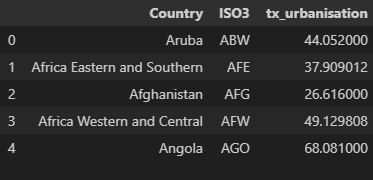 Country ISO3 tx_urbanisation
0 Aruba ABW 44.052000
1 Africa Eastern and Southern AFE 37.909012
2 Afghanistan AFG 26.616000
3 Africa Western and Central AFW 49.129808
4 Angola AGO 68.081000